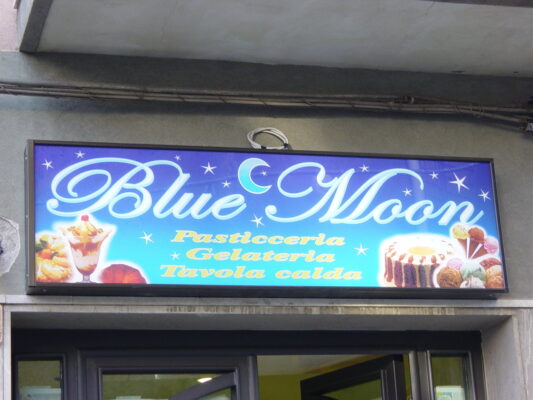 Blue Moon
Pasticceria
Gelateria
Tavola calda